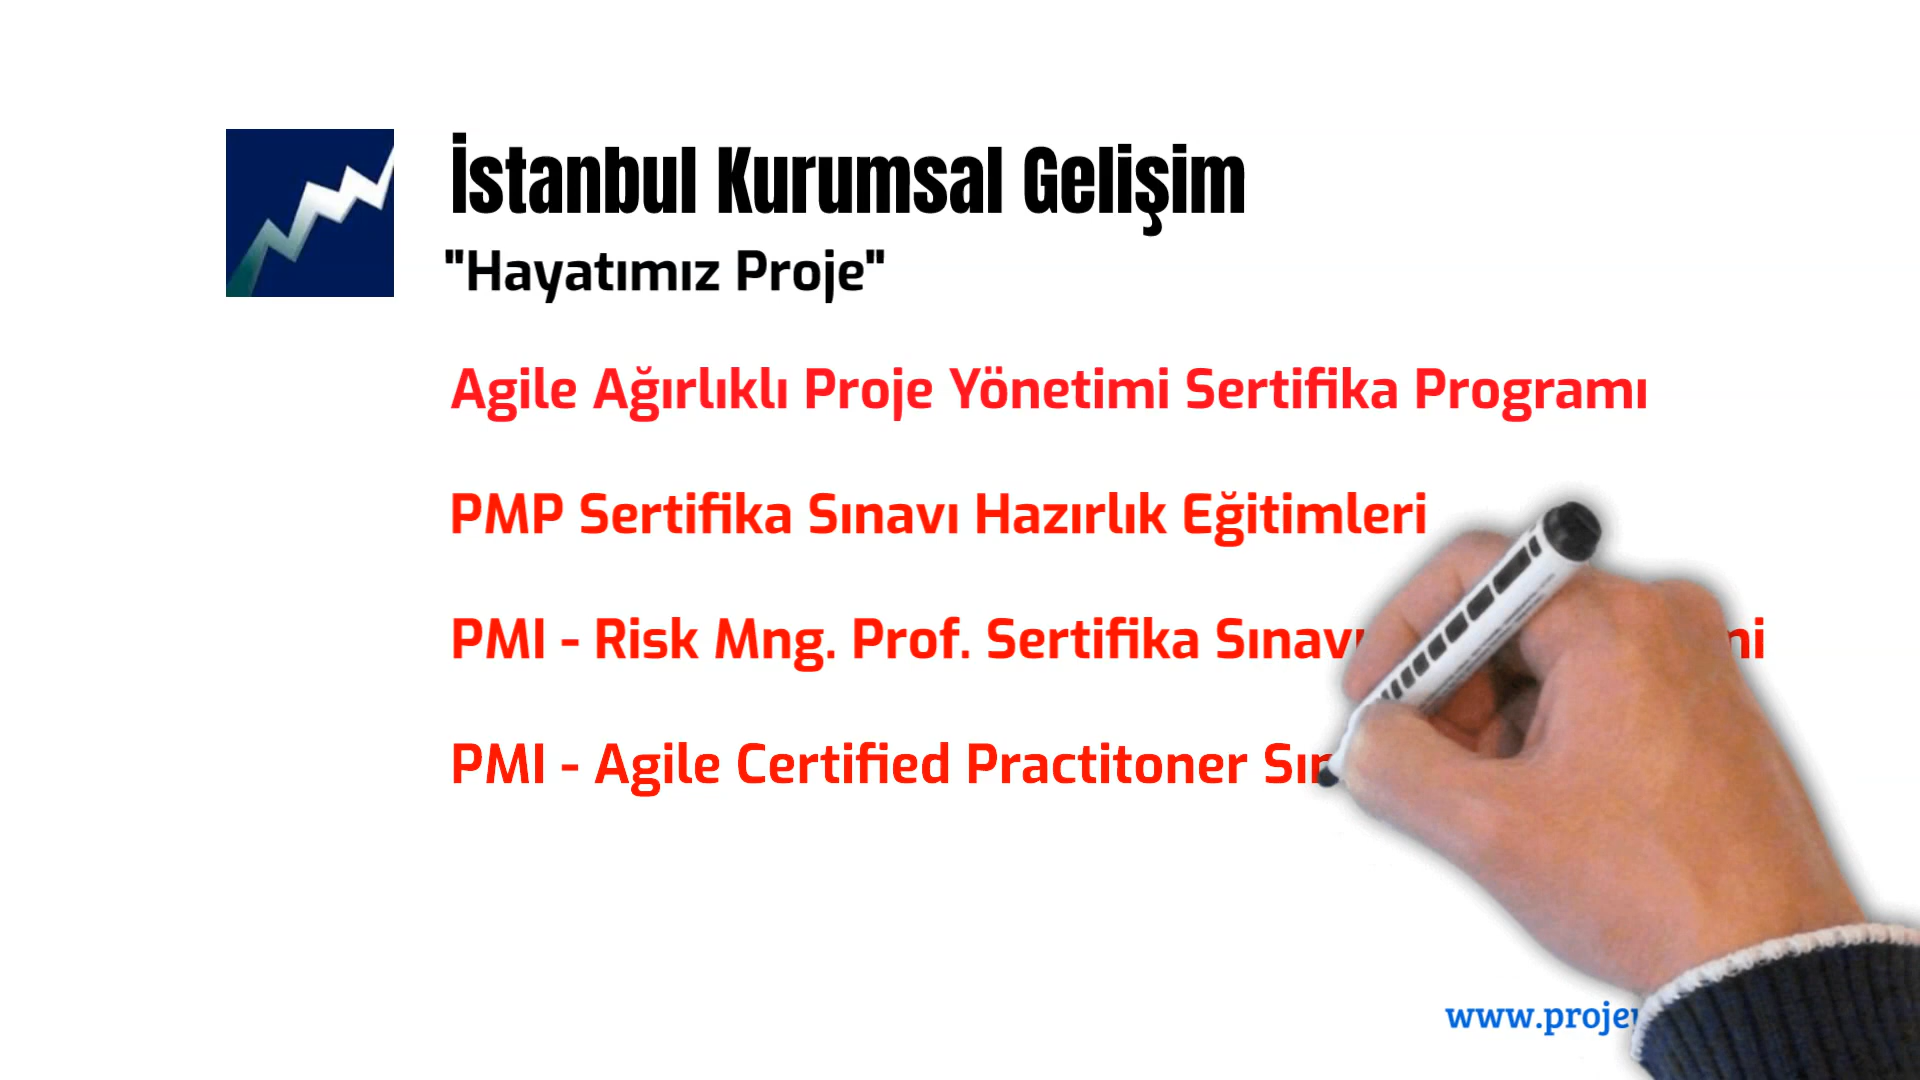 İstanbul Kurumsal Gelişim
"Hayatımız Proje"
Agile Ağırlıklı Proje Yönetimi Sertifika Programı
PMP Sertifika Sınavı Hazırlık Eğitimleri
PMI - Risk Mng. Prof. Sertifika
PMI - Agile Certified Practitoner